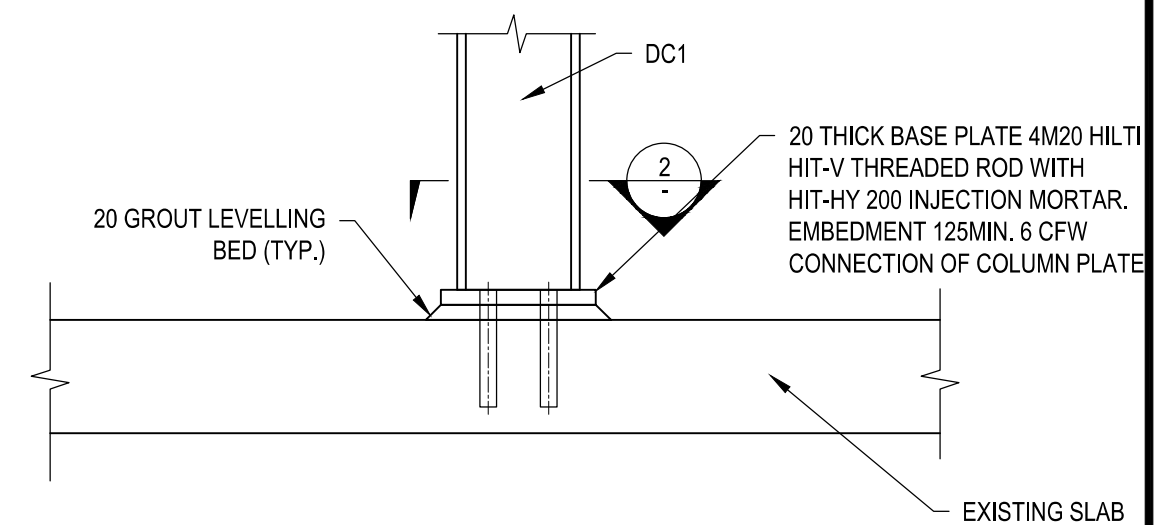 DC1
20 THICK BASE PLATE 4M20 HILTI
HIT-V THREADED ROD WITH
HIT-HY 200 INJECTION MORTAR.
EMBEDMENT 125MIN. 6 CFW
CONNECTION OF COLUMN PLATE
2
-
20 GROUT LEVELLING
BED (TYP.)
EXISTING SLAB